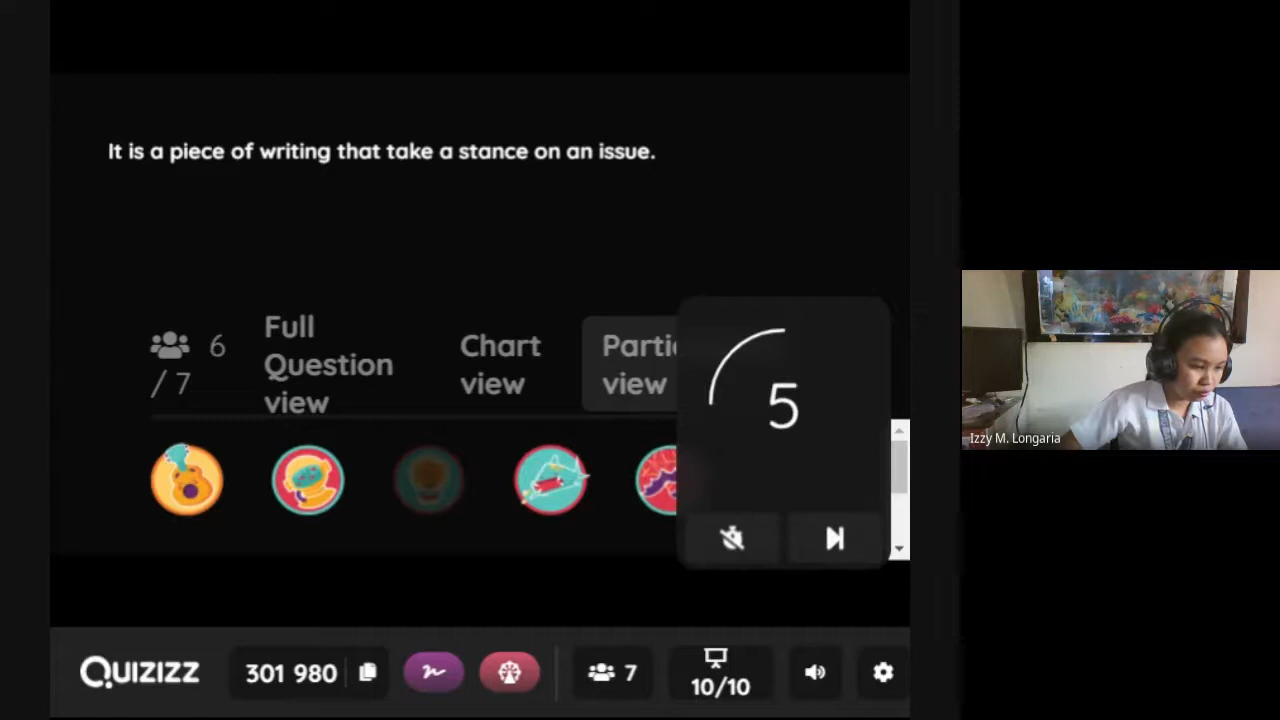 It is a piece of writing that take a stance on an issue.
6
/ 7
Full
Question
view
Chart
view
view
5
Izzy M. Longaria
QUIZIZZ
301 980
7
10/10